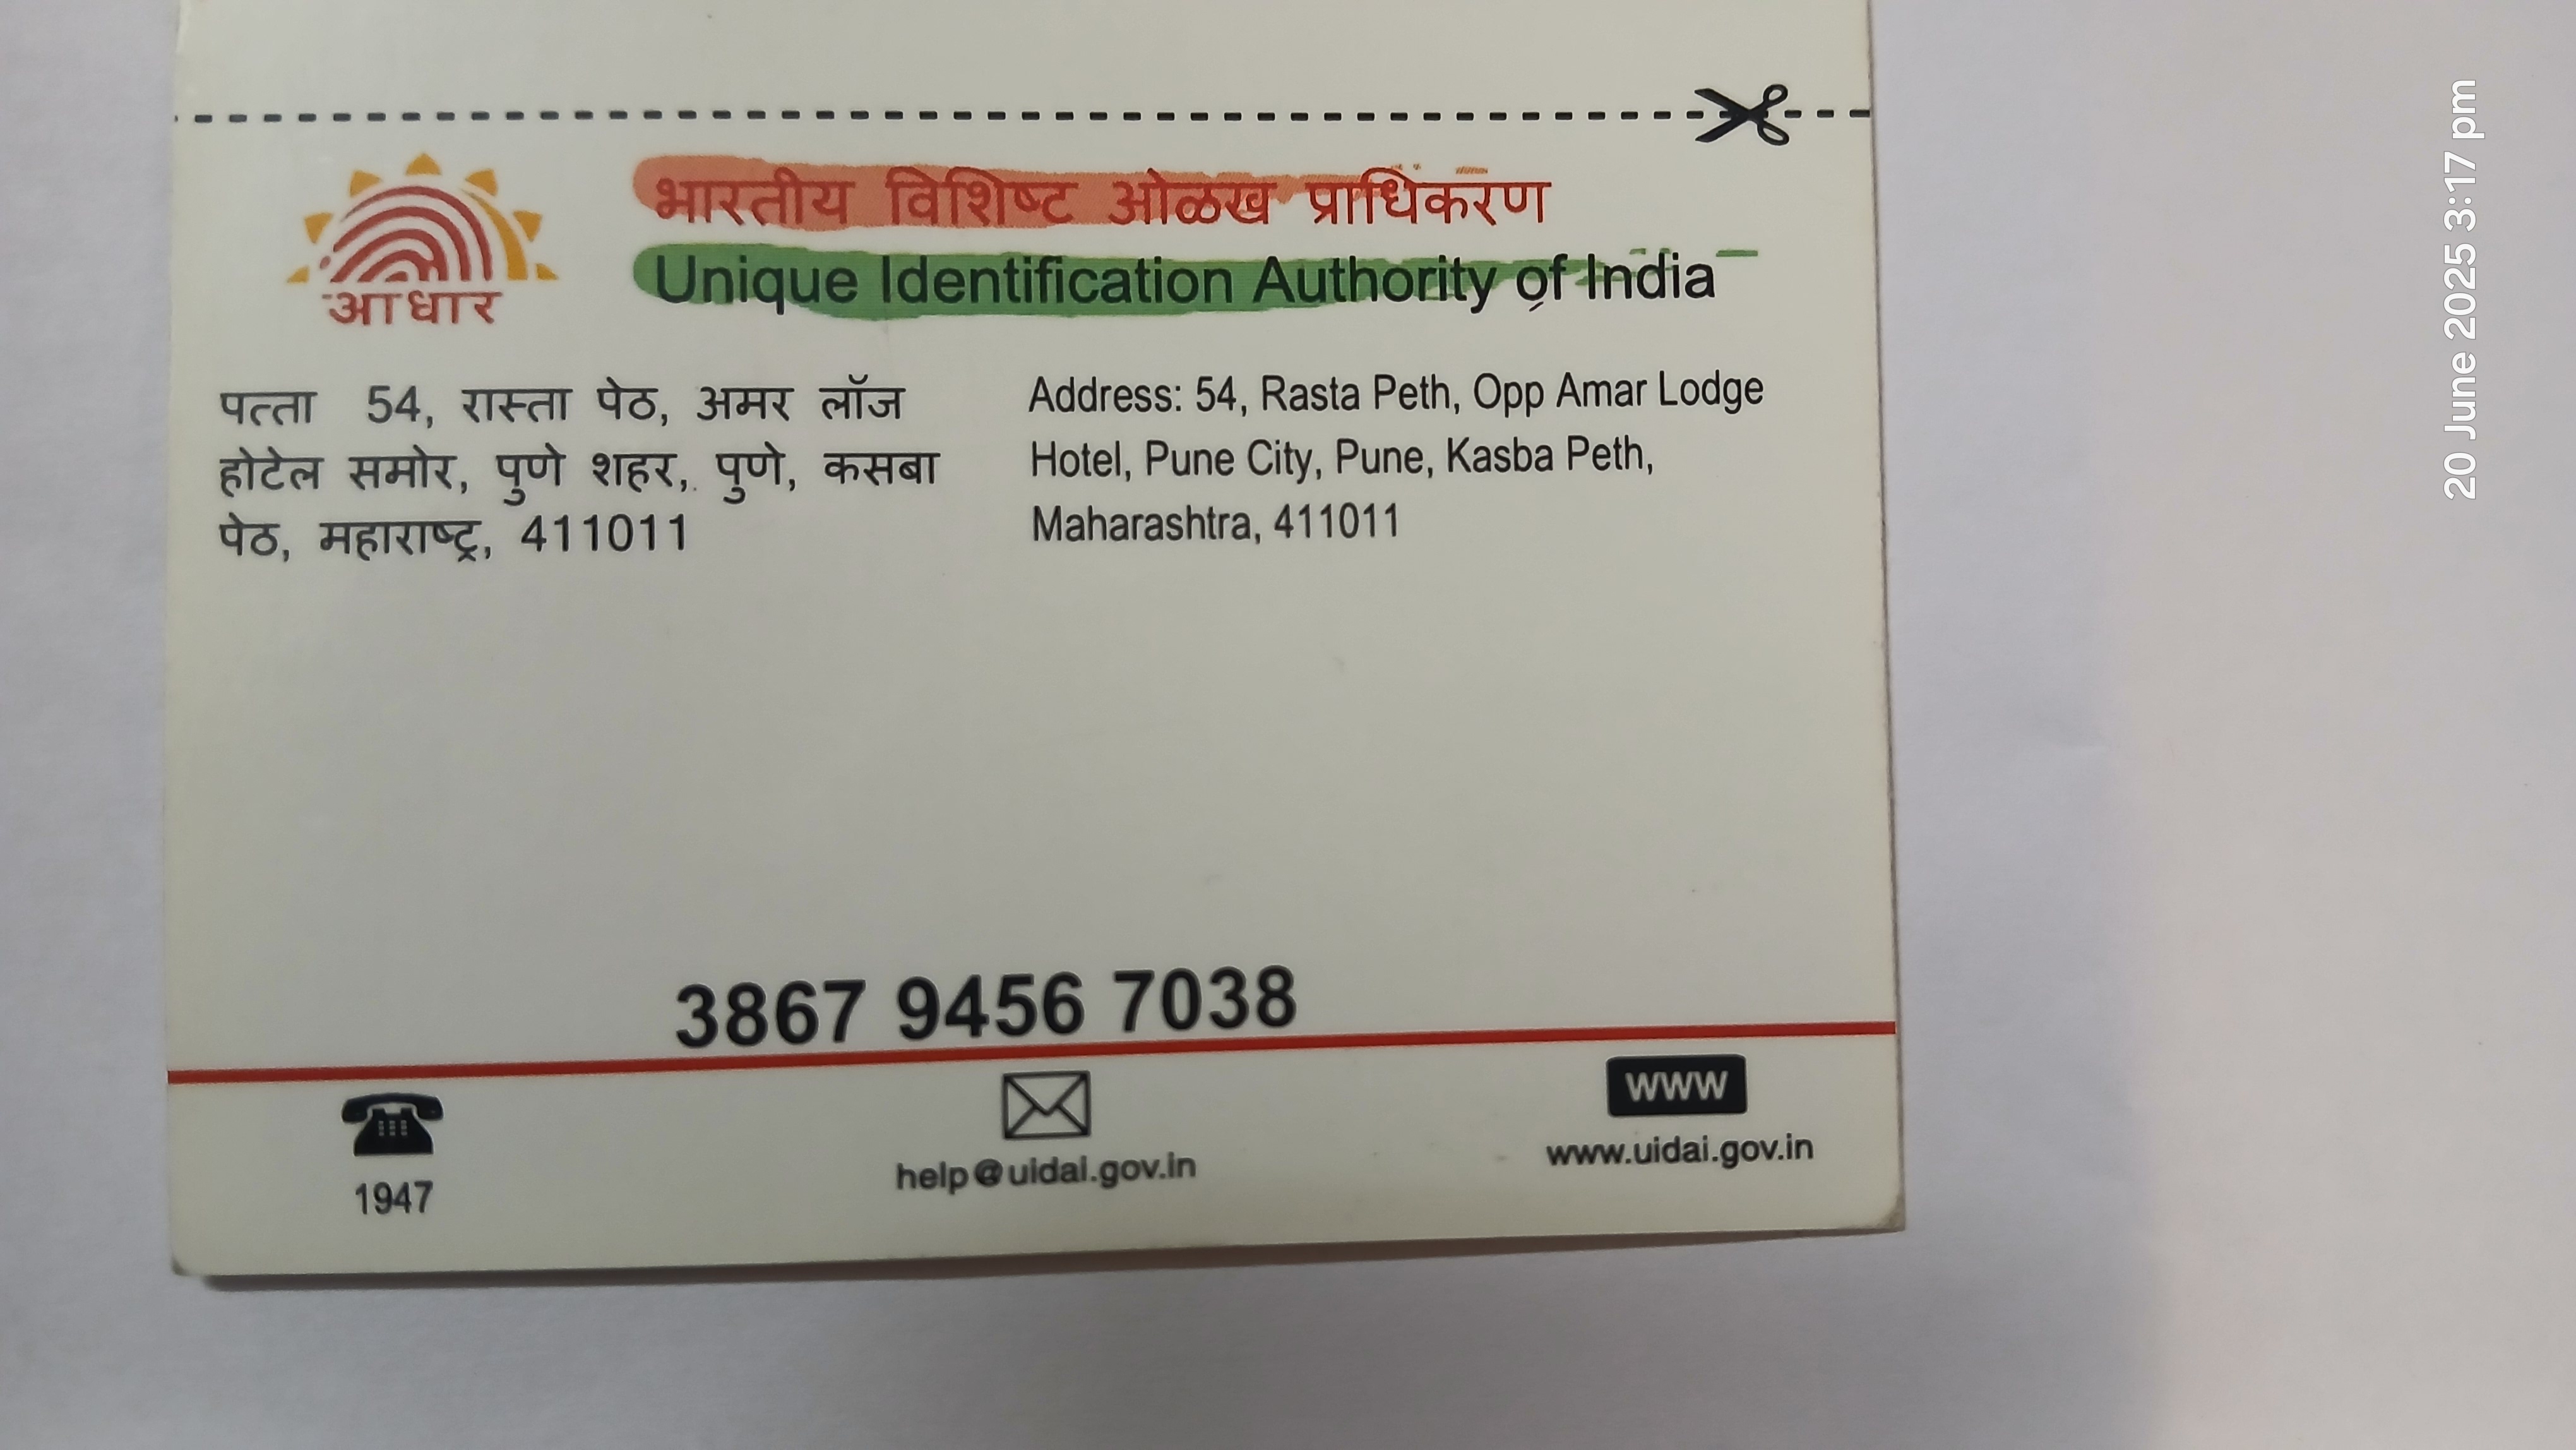 आधार
भारतीय विशिष्ट ओळख प्राधिकरण
Unique Identification Authority of India
पत्ता 54, रास्ता पेठ, अमर लॉज
होटेल समोर, पुणे शहर, पुणे, कसबा
पेठ, महाराष्ट्र, 411011
Address: 54, Rasta Peth, Opp Amar Lodge
Hotel, Pune City, Pune, Kasba Peth,
Maharashtra, 411011
3867 9456 7038
1947
help@uidai.gov.in
www
www.uidai.gov.in
20 June 2025 3:17 pm